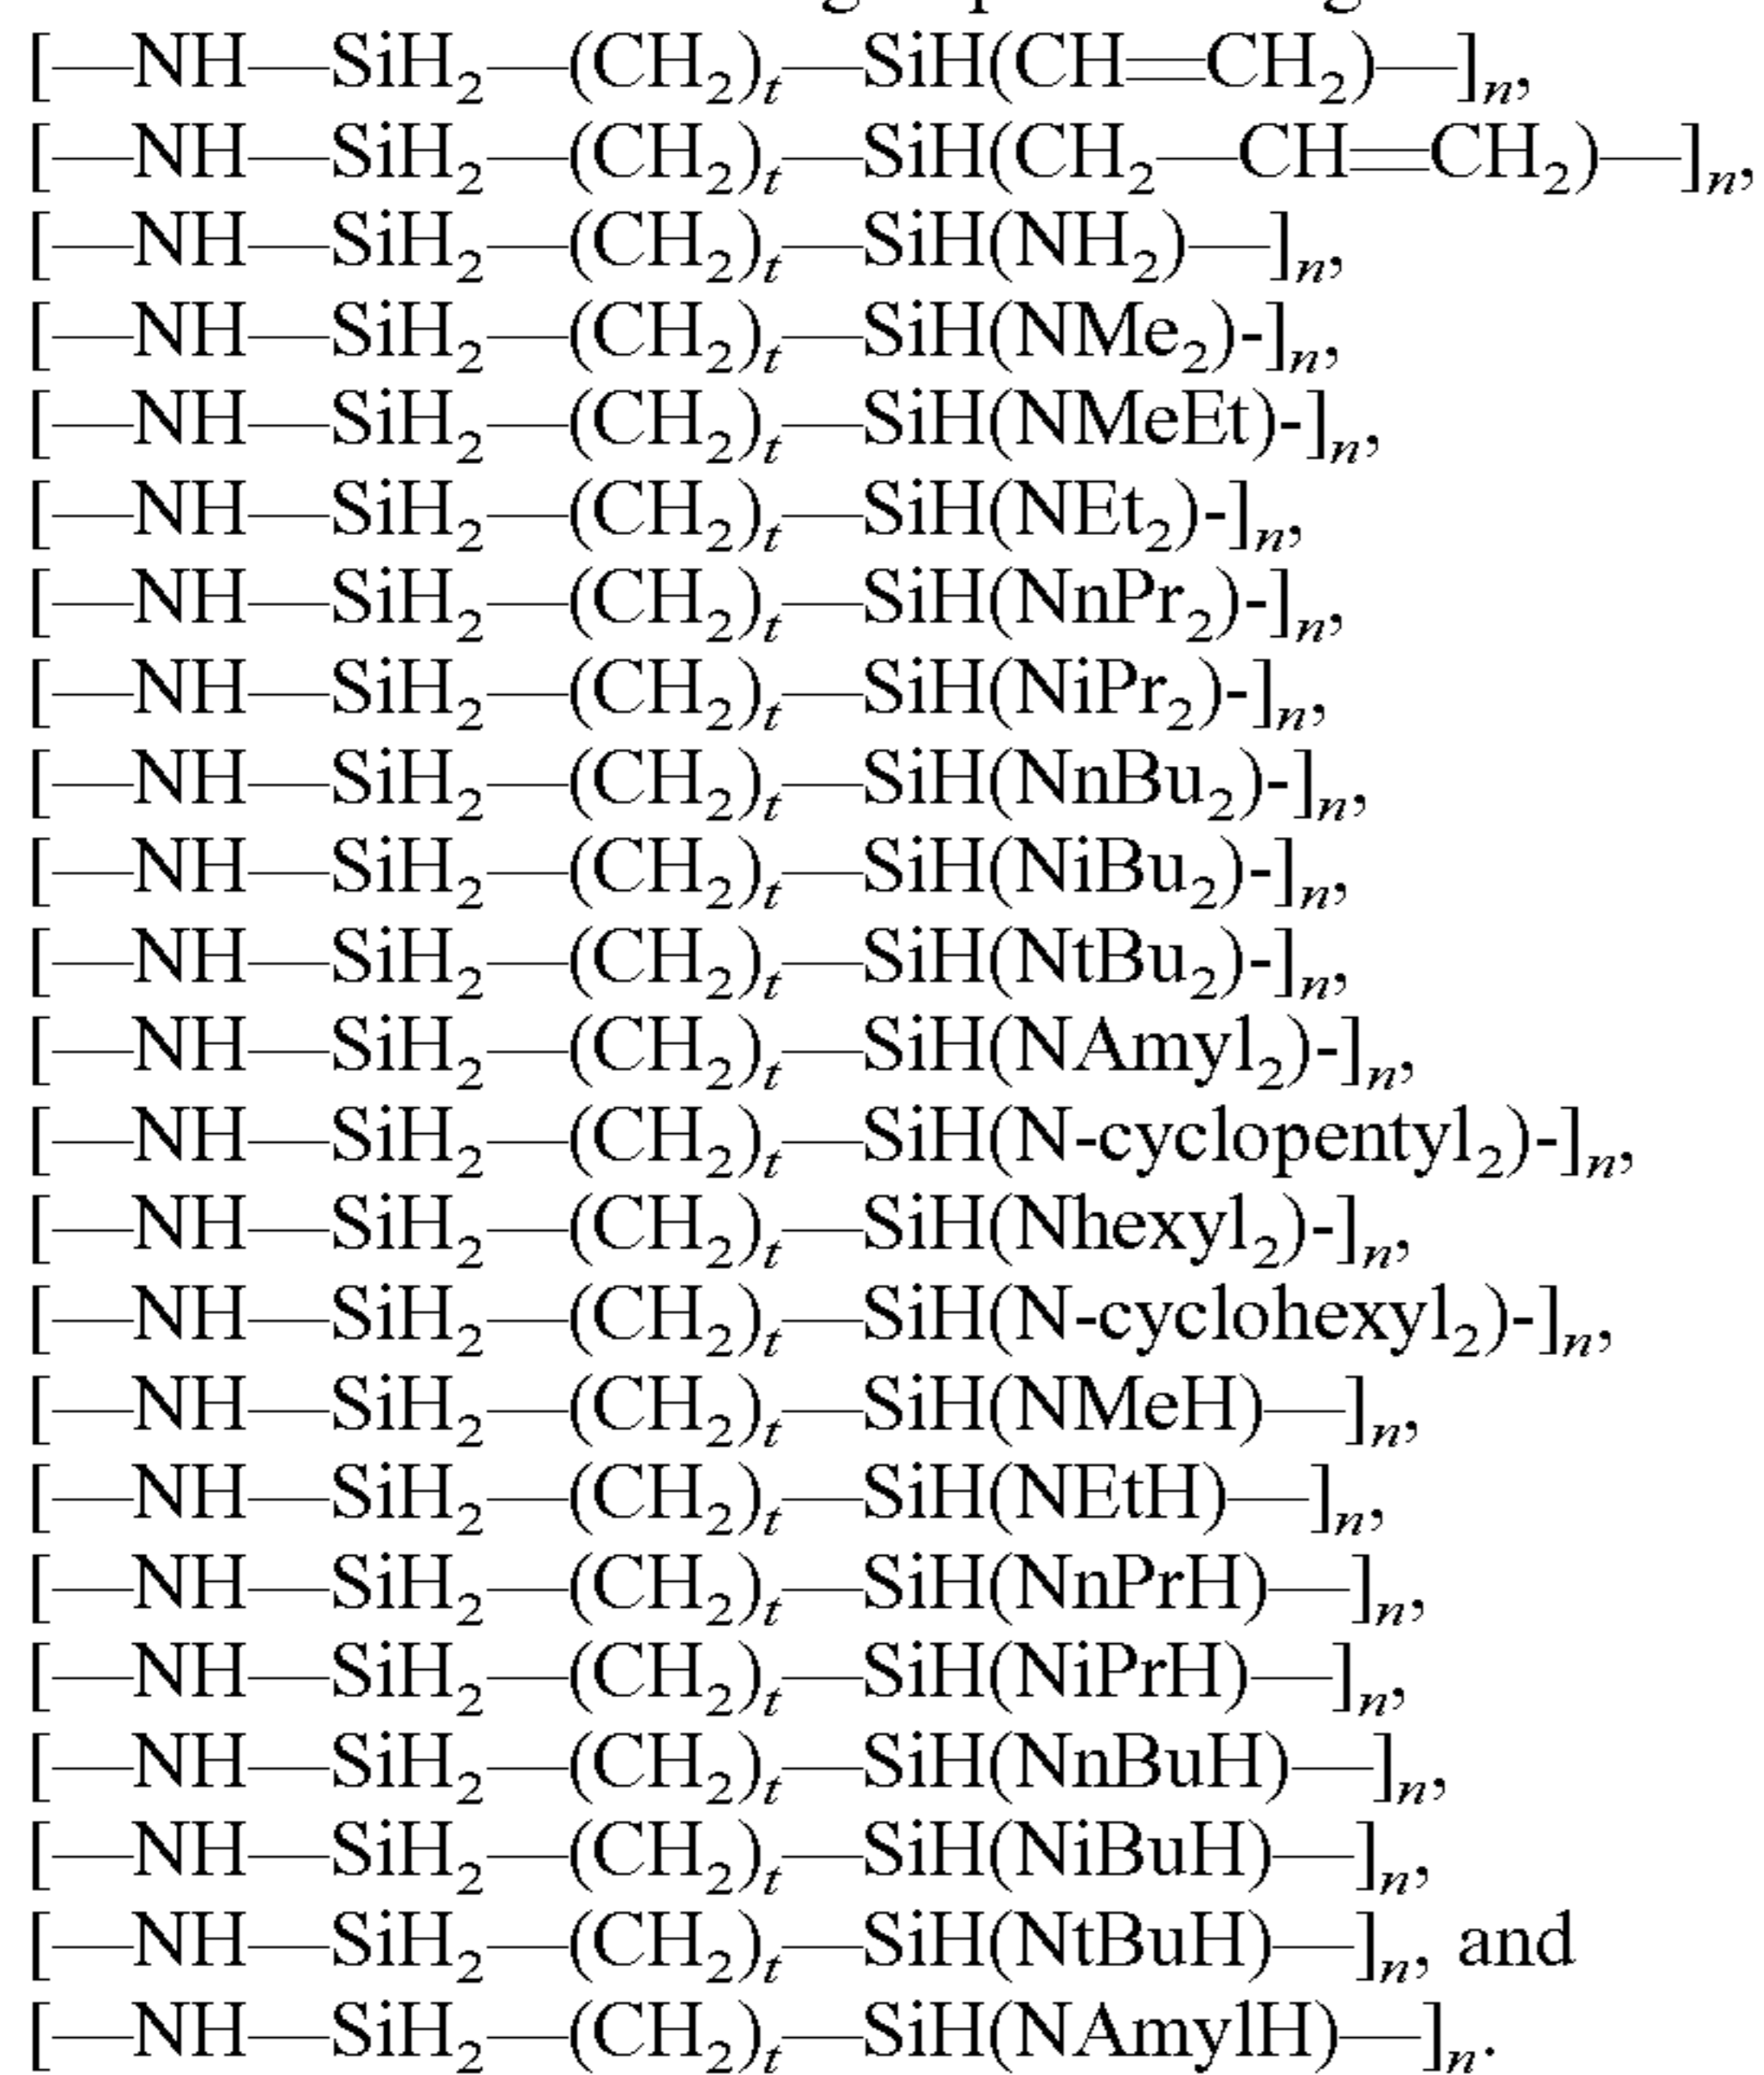 [—NH—SiH₂—(CH₂)ₜ—SiH(CH═CH₂)—]ₙ,
[—NH—SiH₂—(CH₂)ₜ—SiH(CH₂—CH═CH₂)—]ₙ,
[—NH—SiH₂—(CH₂)ₜ—SiH(NH₂)—]ₙ,
[—NH—SiH₂—(CH₂)ₜ—SiH(NMe₂)-]ₙ,
[—NH—SiH₂—(CH₂)ₜ—SiH(NMeEt)-]ₙ,
[—NH—SiH₂—(CH₂)ₜ—SiH(NEt₂)-]ₙ,
[—NH—SiH₂—(CH₂)ₜ—SiH(NnPr₂)-]ₙ,
[—NH—SiH₂—(CH₂)ₜ—SiH(NiPr₂)-]ₙ,
[—NH—SiH₂—(CH₂)ₜ—SiH(NnBu₂)-]ₙ,
[—NH—SiH₂—(CH₂)ₜ—SiH(NiBu₂)-]ₙ,
[—NH—SiH₂—(CH₂)ₜ—SiH(NtBu₂)-]ₙ,
[—NH—SiH₂—(CH₂)ₜ—SiH(NAmyl₂)-]ₙ,
[—NH—SiH₂—(CH₂)ₜ—SiH(N-cyclopentyl₂)-]ₙ,
[—NH—SiH₂—(CH₂)ₜ—SiH(Nhexyl₂)-]ₙ,
[—NH—SiH₂—(CH₂)ₜ—SiH(N-cyclohexyl₂)-]ₙ,
[—NH—SiH₂—(CH₂)ₜ—SiH(NMeH)—]ₙ,
[—NH—SiH₂—(CH₂)ₜ—SiH(NEtH)—]ₙ,
[—NH—SiH₂—(CH₂)ₜ—SiH(NnPrH)—]ₙ,
[—NH—SiH₂—(CH₂)ₜ—SiH(NiPrH)—]ₙ,
[—NH—SiH₂—(CH₂)ₜ—SiH(NnBuH)—]ₙ,
[—NH—SiH₂—(CH₂)ₜ—SiH(NiBuH)—]ₙ,
[—NH—SiH₂—(CH₂)ₜ—SiH(NtBuH)—]ₙ, and
[—NH—SiH₂—(CH₂)ₜ—SiH(NAmylH)—]ₙ.